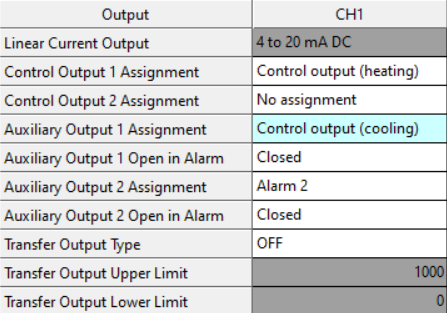 Output CH1
Linear Current Output 4 to 20 mA DC
Control Output 1 Assignment Control output (heating)
Control Output 2 Assignment No assignment
Auxiliary Output 1 Assignment Control output (cooling)
Auxiliary Output 1 Open in Alarm Closed
Auxiliary Output 2 Assignment Alarm 2
Auxiliary Output 2 Open in Alarm Closed
Transfer Output Type OFF
Transfer Output Upper Limit 1000
Transfer Output Lower Limit 0